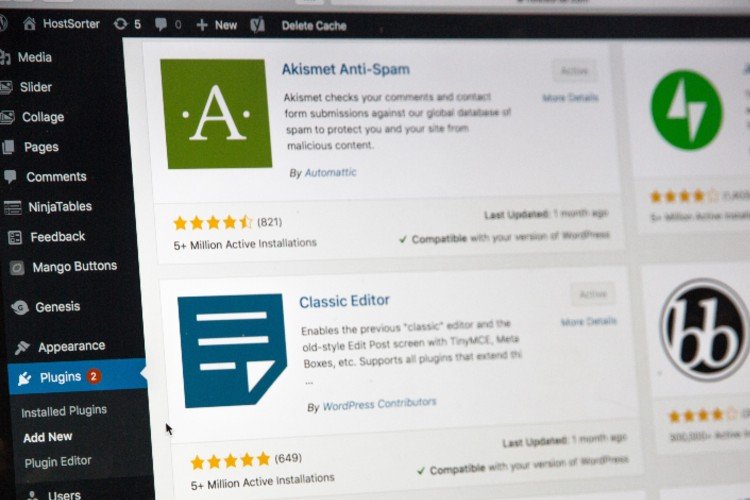 HostSorter 5 0 New Delete Cache
Media
Slider
Collage
Pages
Comments
NinjaTables
Feedback
Mango Buttons
Genesis
Appearance
Plugins 2
Installed Plugins
Add New
Plugin Editor
Users
A
Akismet Anti-Spam
Active
More Details
Akismet checks your comments and contact
form submissions against our global database of
spam to protect you and your site from
malicious content.
By Automattic
(821)
Last Updated: 1 month ago
5+ Million Active Installations
Compatible with your version of WordPress
Classic Editor
Active
More Details
Enables the previous "classic" editor and the
old-style Edit Post screen with TinyMCE, Meta
Boxes, etc. Supports all plugins that extend thi
...
By WordPress Contributors
(649)
Last Updated: 1 month ago
5+ Million Active Installations
Compatible with your version of WordPress
5+ Million Active
bb